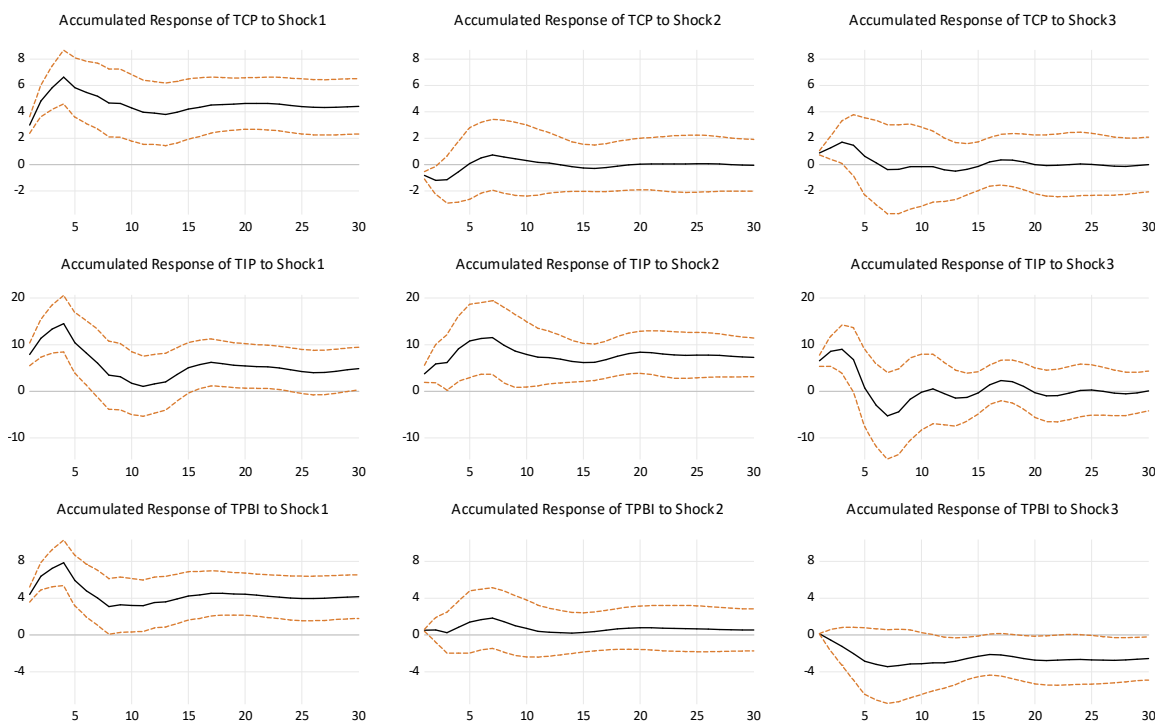 Accumulated Response of TCP to Shock1
Accumulated Response of TCP to Shock2
Accumulated Response of TCP to Shock3
8
6
4
2
0
-2
5 10 15 20 25 30
8
6
4
2
0
-2
5 10 15 20 25 30
8
6
4
2
0
-2
5 10 15 20 25 30
Accumulated Response of TIP to Shock1
Accumulated Response of TIP to Shock2
Accumulated Response of TIP to Shock3
20
10
0
-10
5 10 15 20 25 30
20
10
0
-10
5 10 15 20 25 30
20
10
0
-10
5 10 15 20 25 30
Accumulated Response of TPBI to Shock1
Accumulated Response of TPBI to Shock2
Accumulated Response of TPBI to Shock3
8
4
0
-4
5 10 15 20 25 30
8
4
0
-4
5 10 15 20 25 30
8
4
0
-4
5 10 15 20 25 30